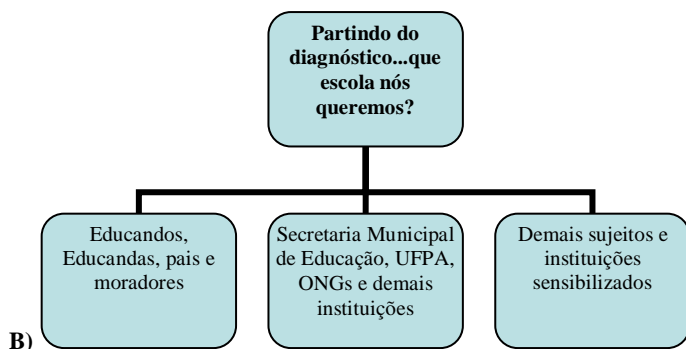 Partindo do
diagnóstico...que
escola nós
queremos?
Educandos,
Educandas, pais e
moradores
Secretaria Municipal
de Educação, UFPA,
ONGs e demais
instituições
Demais sujeitos e
instituições
sensibilizados
B)